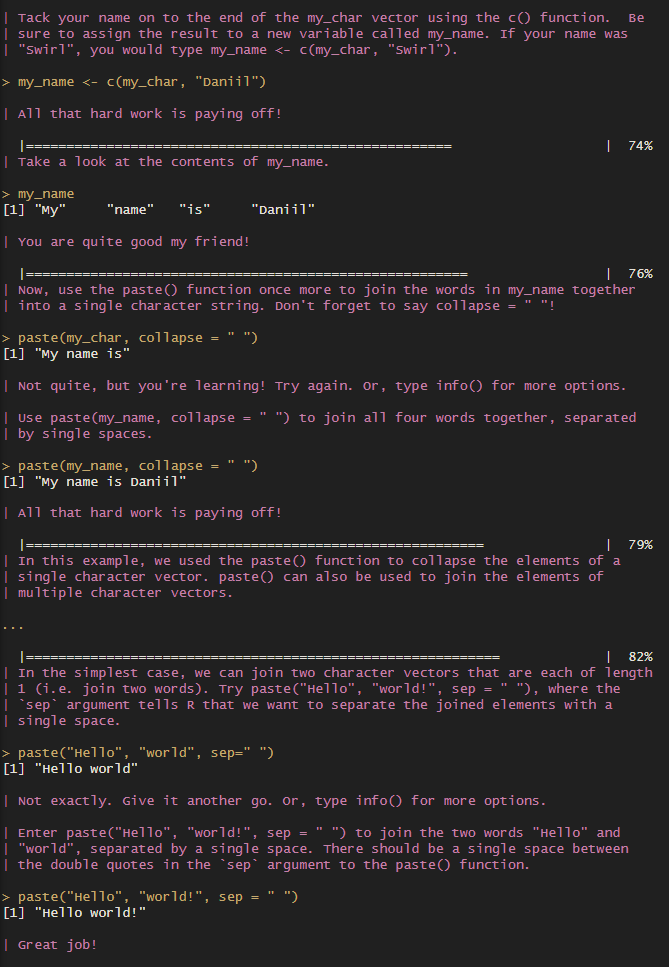 | Tack your name on to the end of the my_char vector using the c() function.  Be
| sure to assign the result to a new variable called my_name. If your name was
| "Swirl", you would type my_name <- c(my_char, "Swirl").
> my_name <- c(my_char, "Daniil")
| All that hard work is paying off!
  |=====================================================                   |  74%
| Take a look at the contents of my_name.
> my_name
[1] "My"     "name"   "is"     "Daniil"
| You are quite good my friend!
  |=======================================================                 |  76%
| Now, use the paste() function once more to join the words in my_name together
| into a single character string. Don't forget to say collapse = " "!
> paste(my_char, collapse = " ")
[1] "My name is"
| Not quite, but you're learning! Try again. Or, type info() for more options.
| Use paste(my_name, collapse = " ") to join all four words together, separated
| by single spaces.
> paste(my_name, collapse = " ")
[1] "My name is Daniil"
| All that hard work is paying off!
  |=========================================================               |  79%
| In this example, we used the paste() function to collapse the elements of a
| single character vector. paste() can also be used to join the elements of
| multiple character vectors.
...
  |===========================================================             |  82%
| In the simplest case, we can join two character vectors that are each of length
| 1 (i.e. join two words). Try paste("Hello", "world!", sep = " "), where the
| `sep` argument tells R that we want to separate the joined elements with a
| single space.
> paste("Hello", "world", sep=" ")
[1] "Hello world"
| Not exactly. Give it another go. Or, type info() for more options.
| Enter paste("Hello", "world!", sep = " ") to join the two words "Hello" and
| "world", separated by a single space. There should be a single space between
| the double quotes in the `sep` argument to the paste() function.
> paste("Hello", "world!", sep = " ")
[1] "Hello world!"
| Great job!